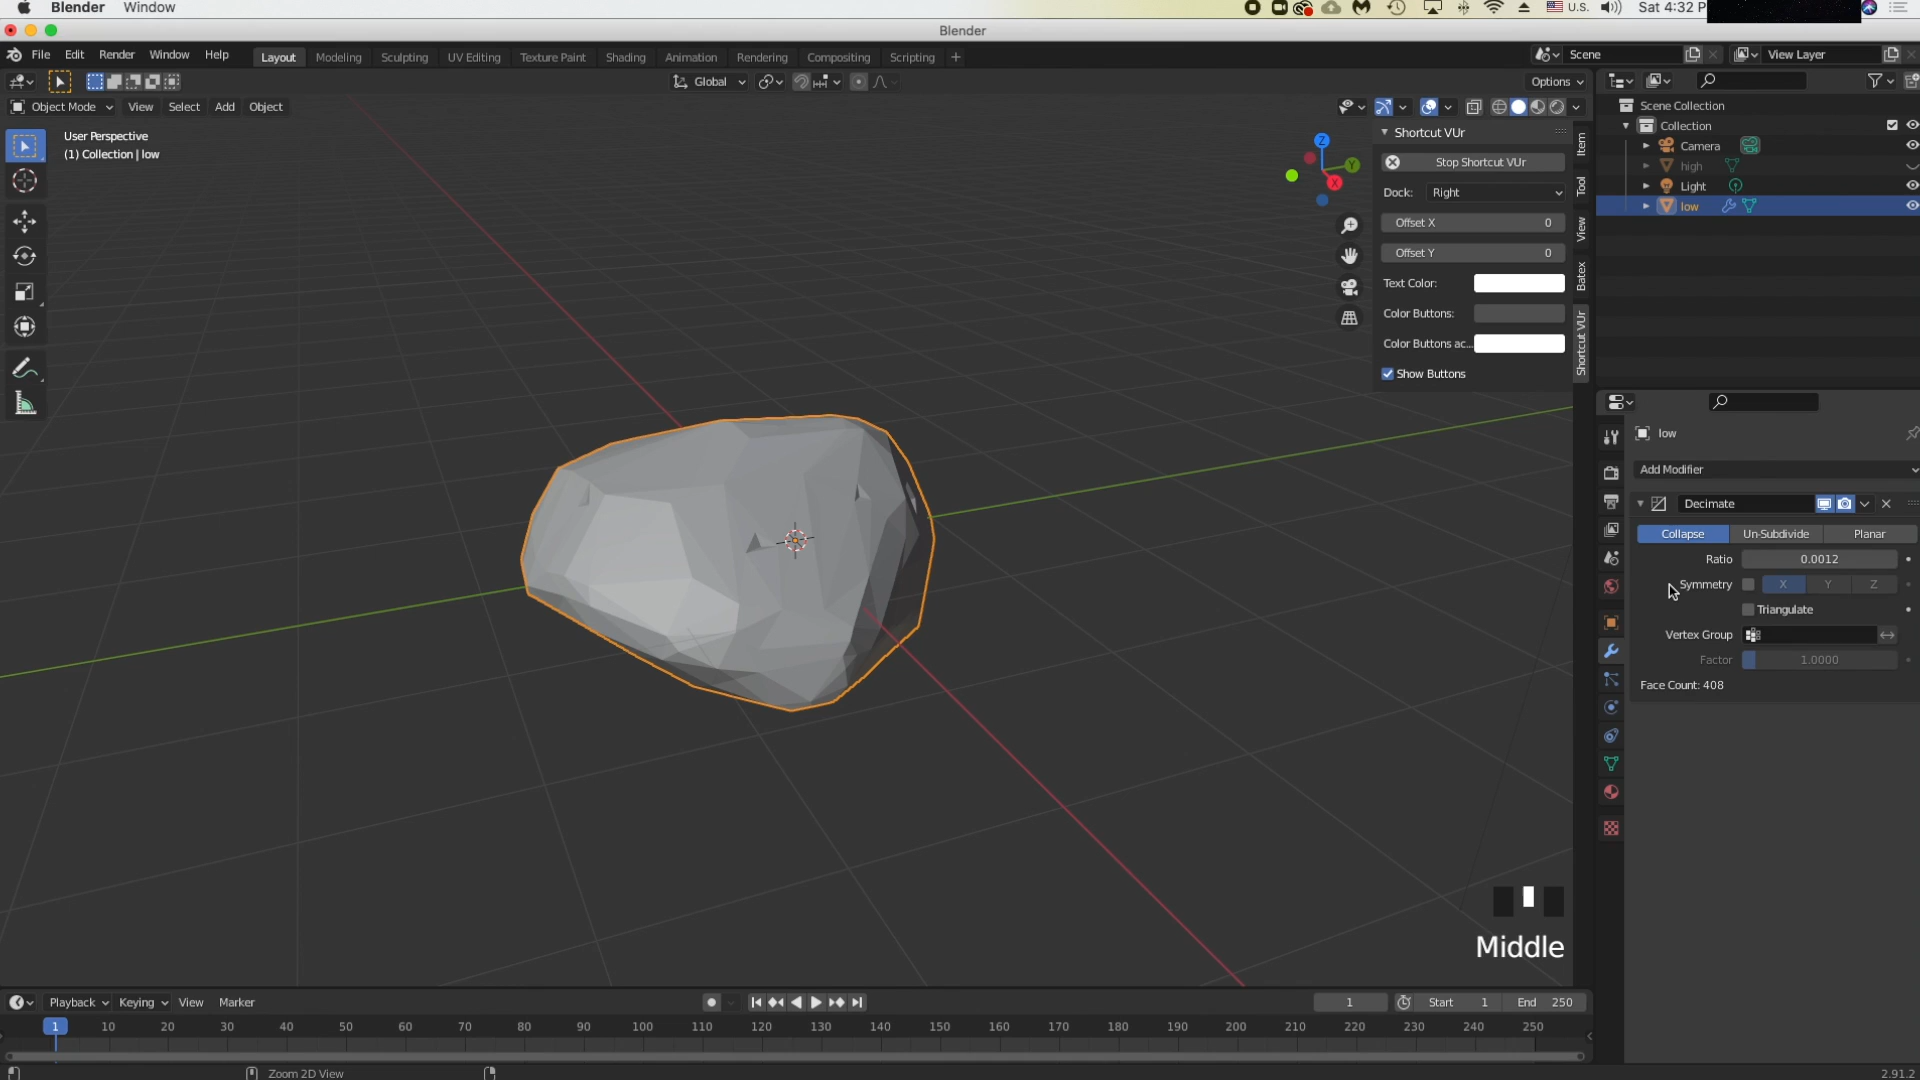 Blender Window
U.S. Sat 4:32 P
Blender
File Edit Render Window Help Layout Modeling Sculpting UV Editing Texture Paint Shading Animation Rendering Compositing Scripting +
Scene View Layer
Global Options
Object Mode View Select Add Object
User Perspective
(1) Collection | low
Z
Y
X
Shortcut VUr
Stop Shortcut VUr
Dock: Right
Offset X 0
Offset Y 0
Text Color:
Color Buttons:
Color Buttons ac...
Show Buttons
Item
Tool
View
Batex
Shortcut VUr
Scene Collection
Collection
Camera
high
Light
low
low
Add Modifier
Decimate
Collapse Un-Subdivide Planar
Ratio 0.0012
Symmetry X Y Z
Triangulate
Vertex Group
Factor 1.0000
Face Count: 408
Middle
Playback Keying View Marker 1 Start 1 End 250
1 10 20 30 40 50 60 70 80 90 100 110 120 130 140 150 160 170 180 190 200 210 220 230 240 250
Zoom 2D View
2.91.2